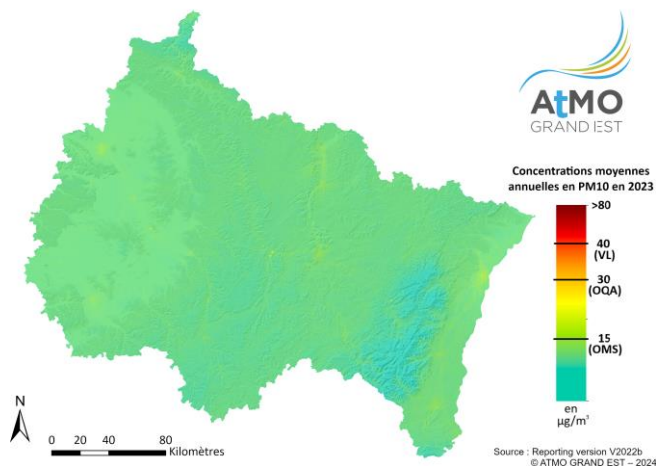 AtMO
GRAND EST
Concentrations moyennes
annuelles en PM10 en 2023
>80
40
(VL)
30
(OQA)
15
(OMS)
en
µg/m³
N
0 20 40 80
Kilomètres
Source : Reporting version V2022b
© ATMO GRAND EST – 2024